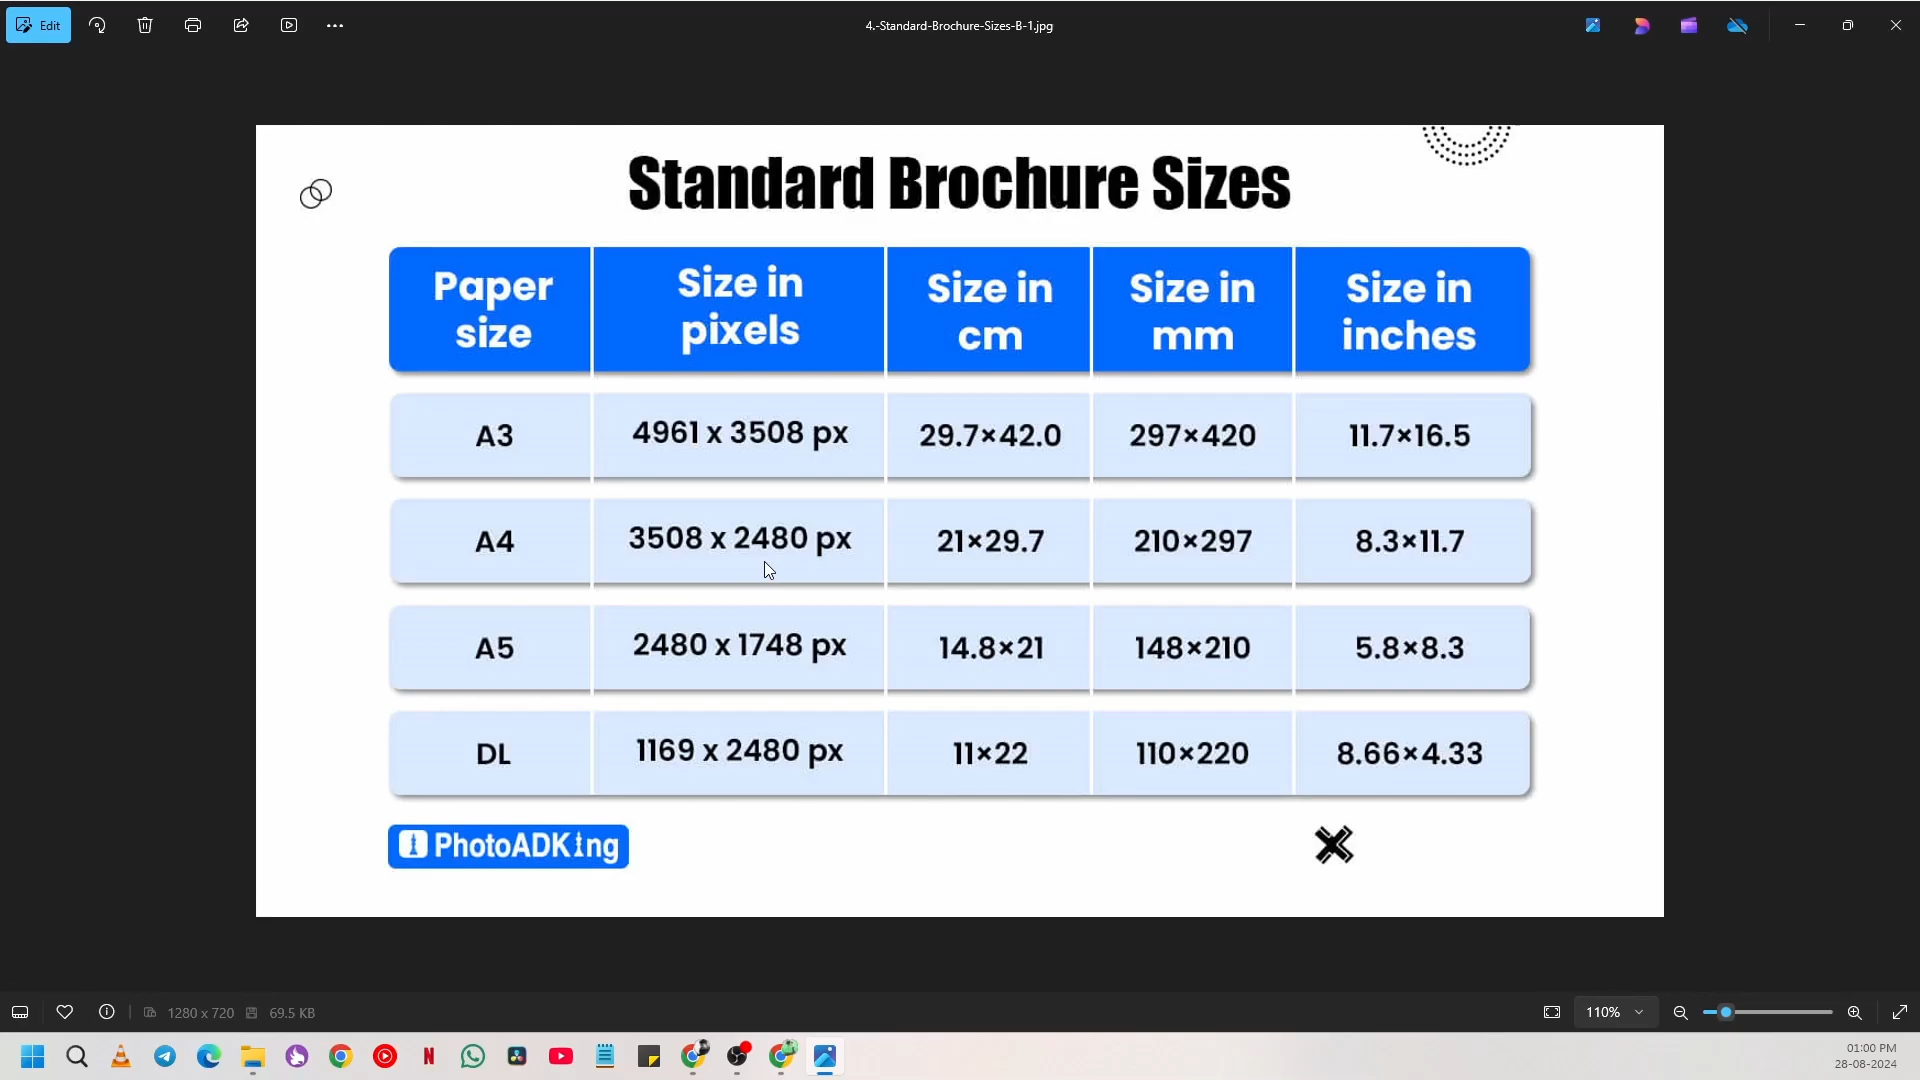 Edit
4.-Standard-Brochure-Sizes-B-1.jpg
Standard Brochure Sizes
Paper size
Size in pixels
Size in cm
Size in mm
Size in inches
A3
4961 x 3508 px
29.7×42.0
297×420
11.7×16.5
A4
3508 x 2480 px
21×29.7
210×297
8.3×11.7
A5
2480 x 1748 px
14.8×21
148×210
5.8×8.3
DL
1169 x 2480 px
11×22
110×220
8.66×4.33
PhotoADKing
1280 x 720
69.5 KB
110%
01:00 PM
28-08-2024